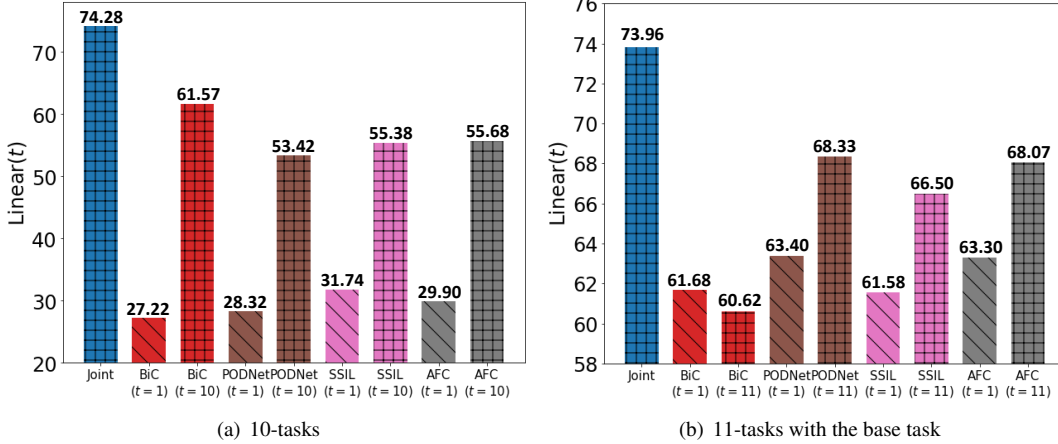 Linear(t)
70
60
50
40
30
20
74.28
27.22
61.57
28.32
53.42
31.74
55.38
29.90
55.68
Joint
BiC
(t = 1)
BiC
(t = 10)
PODNet
(t = 1)
PODNet
(t = 10)
SSIL
(t = 1)
SSIL
(t = 10)
AFC
(t = 1)
AFC
(t = 10)
(a) 10-tasks
Linear(t)
76
74
72
70
68
66
64
62
60
58
73.96
61.68
60.62
63.40
68.33
61.58
66.50
63.30
68.07
Joint
BiC
(t = 1)
BiC
(t = 11)
PODNet
(t = 1)
PODNet
(t = 11)
SSIL
(t = 1)
SSIL
(t = 11)
AFC
(t = 1)
AFC
(t = 11)
(b) 11-tasks with the base task